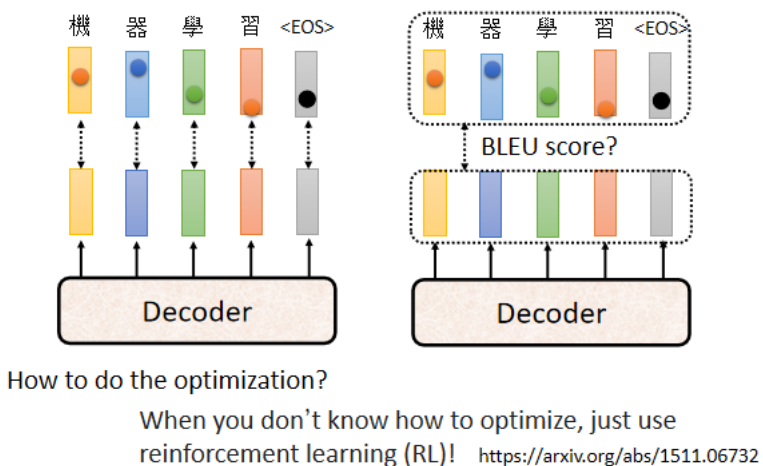 機 器 學 習 <EOS>
機 器 學 習 <EOS>
BLEU score?
Decoder
Decoder
How to do the optimization?
When you don't know how to optimize, just use
reinforcement learning (RL)! https://arxiv.org/abs/1511.06732